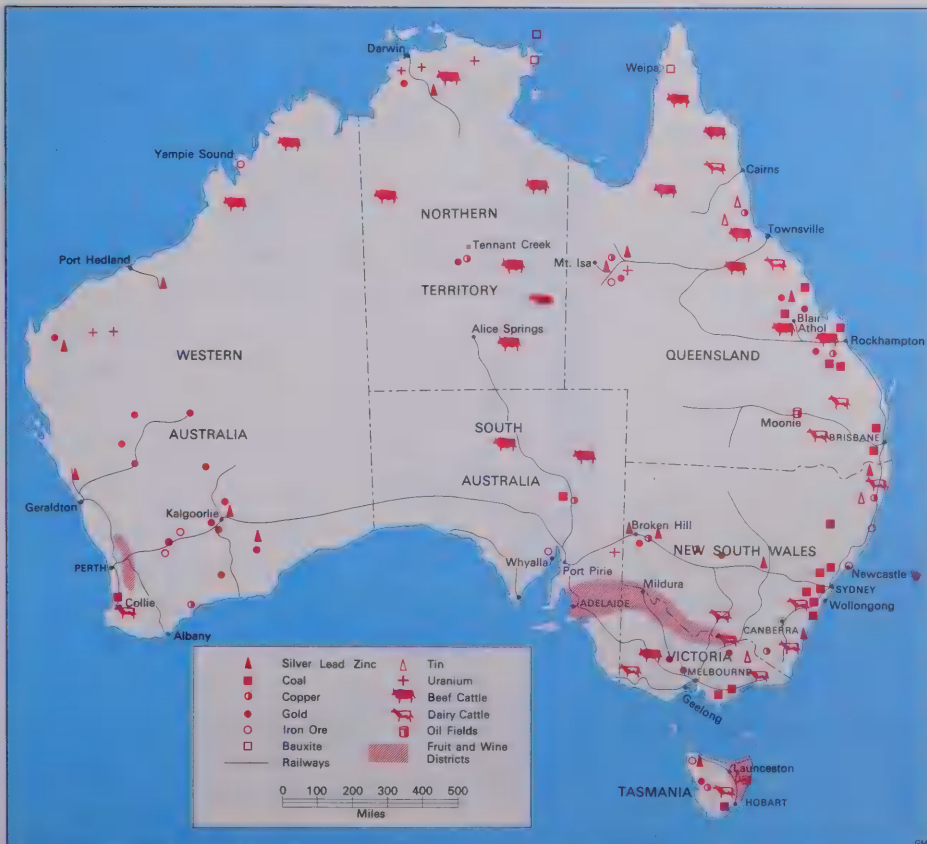 Darwin
Weipa
Yampie Sound
Cairns
NORTHERN
Townsville
Tennant Creek
Port Hedland
Mt. Isa
TERRITORY
Blair
Athol
Alice Springs
Rockhampton
WESTERN
QUEENSLAND
AUSTRALIA
SOUTH
Moonie
BRISBANE
AUSTRALIA
Geraldton
Kalgoorlie
Broken Hill
NEW SOUTH WALES
PERTH
Whyalla
Port Pirie
Newcastle
Mildura
SYDNEY
Collie
ADELAIDE
Wollongong
Albany
CANBERRA
VICTORIA
MELBOURNE
Geelong
Silver Lead Zinc
Tin
Coal
Uranium
Copper
Beef Cattle
Gold
Dairy Cattle
Iron Ore
Oil Fields
Bauxite
Fruit and Wine
Districts
Railways
0 100 200 300 400 500
Miles
Launceston
TASMANIA
HOBART